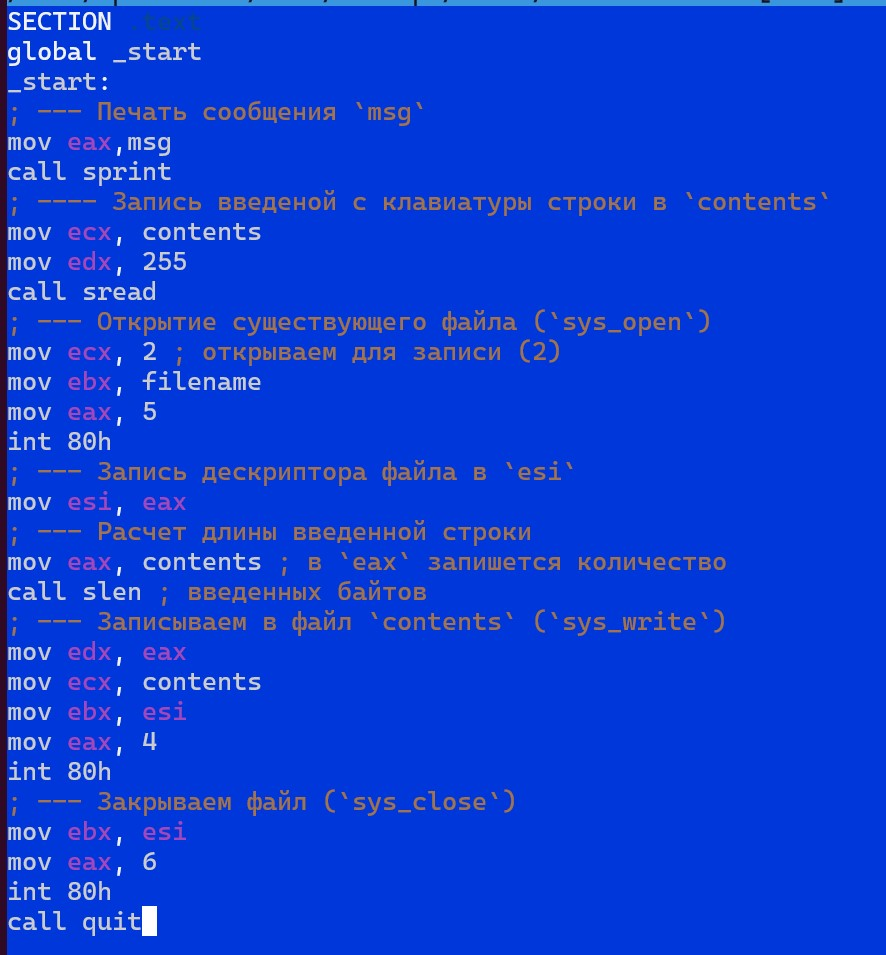 SECTION .text
global _start
_start:
; --- Печать сообщения `msg`
mov eax,msg
call sprint
; ---- Запись введеной с клавиатуры строки в `contents`
mov ecx, contents
mov edx, 255
call sread
; --- Открытие существующего файла (`sys_open`)
mov ecx, 2 ; открываем для записи (2)
mov ebx, filename
mov eax, 5
int 80h
; --- Запись дескриптора файла в `esi`
mov esi, eax
; --- Расчет длины введенной строки
mov eax, contents ; в `eax` запишется количество
call slen ; введенных байтов
; --- Записываем в файл `contents` (`sys_write`)
mov edx, eax
mov ecx, contents
mov ebx, esi
mov eax, 4
int 80h
; --- Закрываем файл (`sys_close`)
mov ebx, esi
mov eax, 6
int 80h
call quit